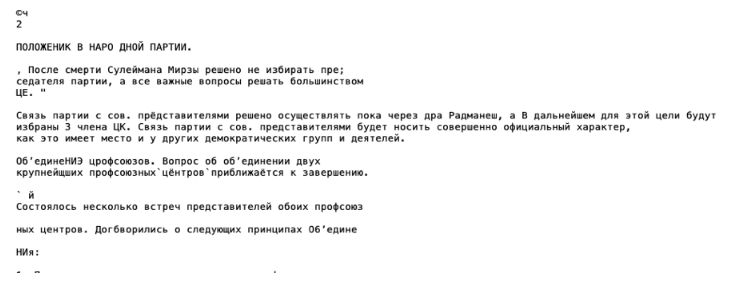 ©ч
2
ПОЛОЖЕНИК В НАРО ДНОЙ ПАРТИИ.
, После смерти Сулеймана Мирзы решено не избирать пре;
седателя партии, а все важные вопросы решать большинством
ЦЕ. "
Связь партии с сов. прёдставителями решено осуществлять пока через дра Радманеш, а В дальнейшем для этой цели будут
избраны 3 члена ЦК. Связь партии с сов. представителями будет носить совершенно официальный характер,
как это имеет место и у других демократических групп и деятелей.
Об’единеНИЭ црофсоюзов. Вопрос об об’единении двух
крупнейщих профсоюзных`цёнтров`приближаётся к завершению.
` й
Состоялось несколько встреч представителей обоих профсоюз
ных центров. Догбворились о следующих принципах Об’едине
НИя: